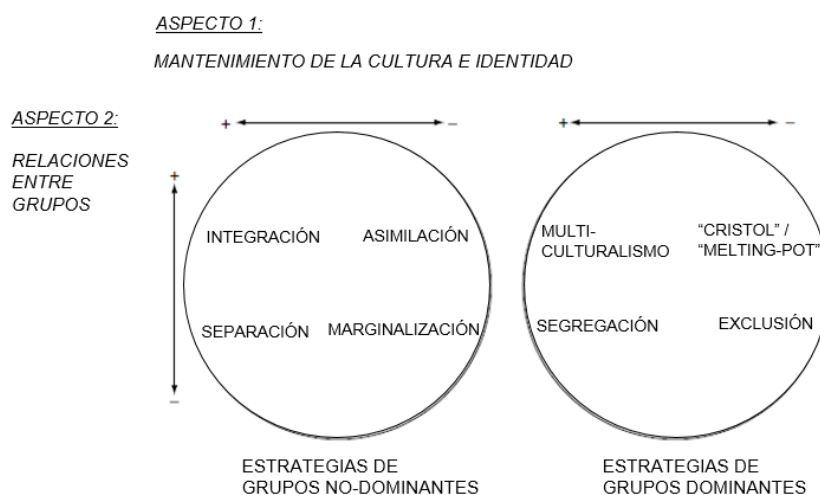 ASPECTO 1:
MANTENIMIENTO DE LA CULTURA E IDENTIDAD
ASPECTO 2:
RELACIONES
ENTRE
GRUPOS
+ −
+ −
+
−
INTEGRACIÓN ASIMILACIÓN
SEPARACIÓN MARGINALIZACIÓN
MULTI-
CULTURALISMO
"CRISTOL" /
"MELTING-POT"
SEGREGACIÓN EXCLUSIÓN
ESTRATEGIAS DE
GRUPOS NO-DOMINANTES
ESTRATEGIAS DE
GRUPOS DOMINANTES